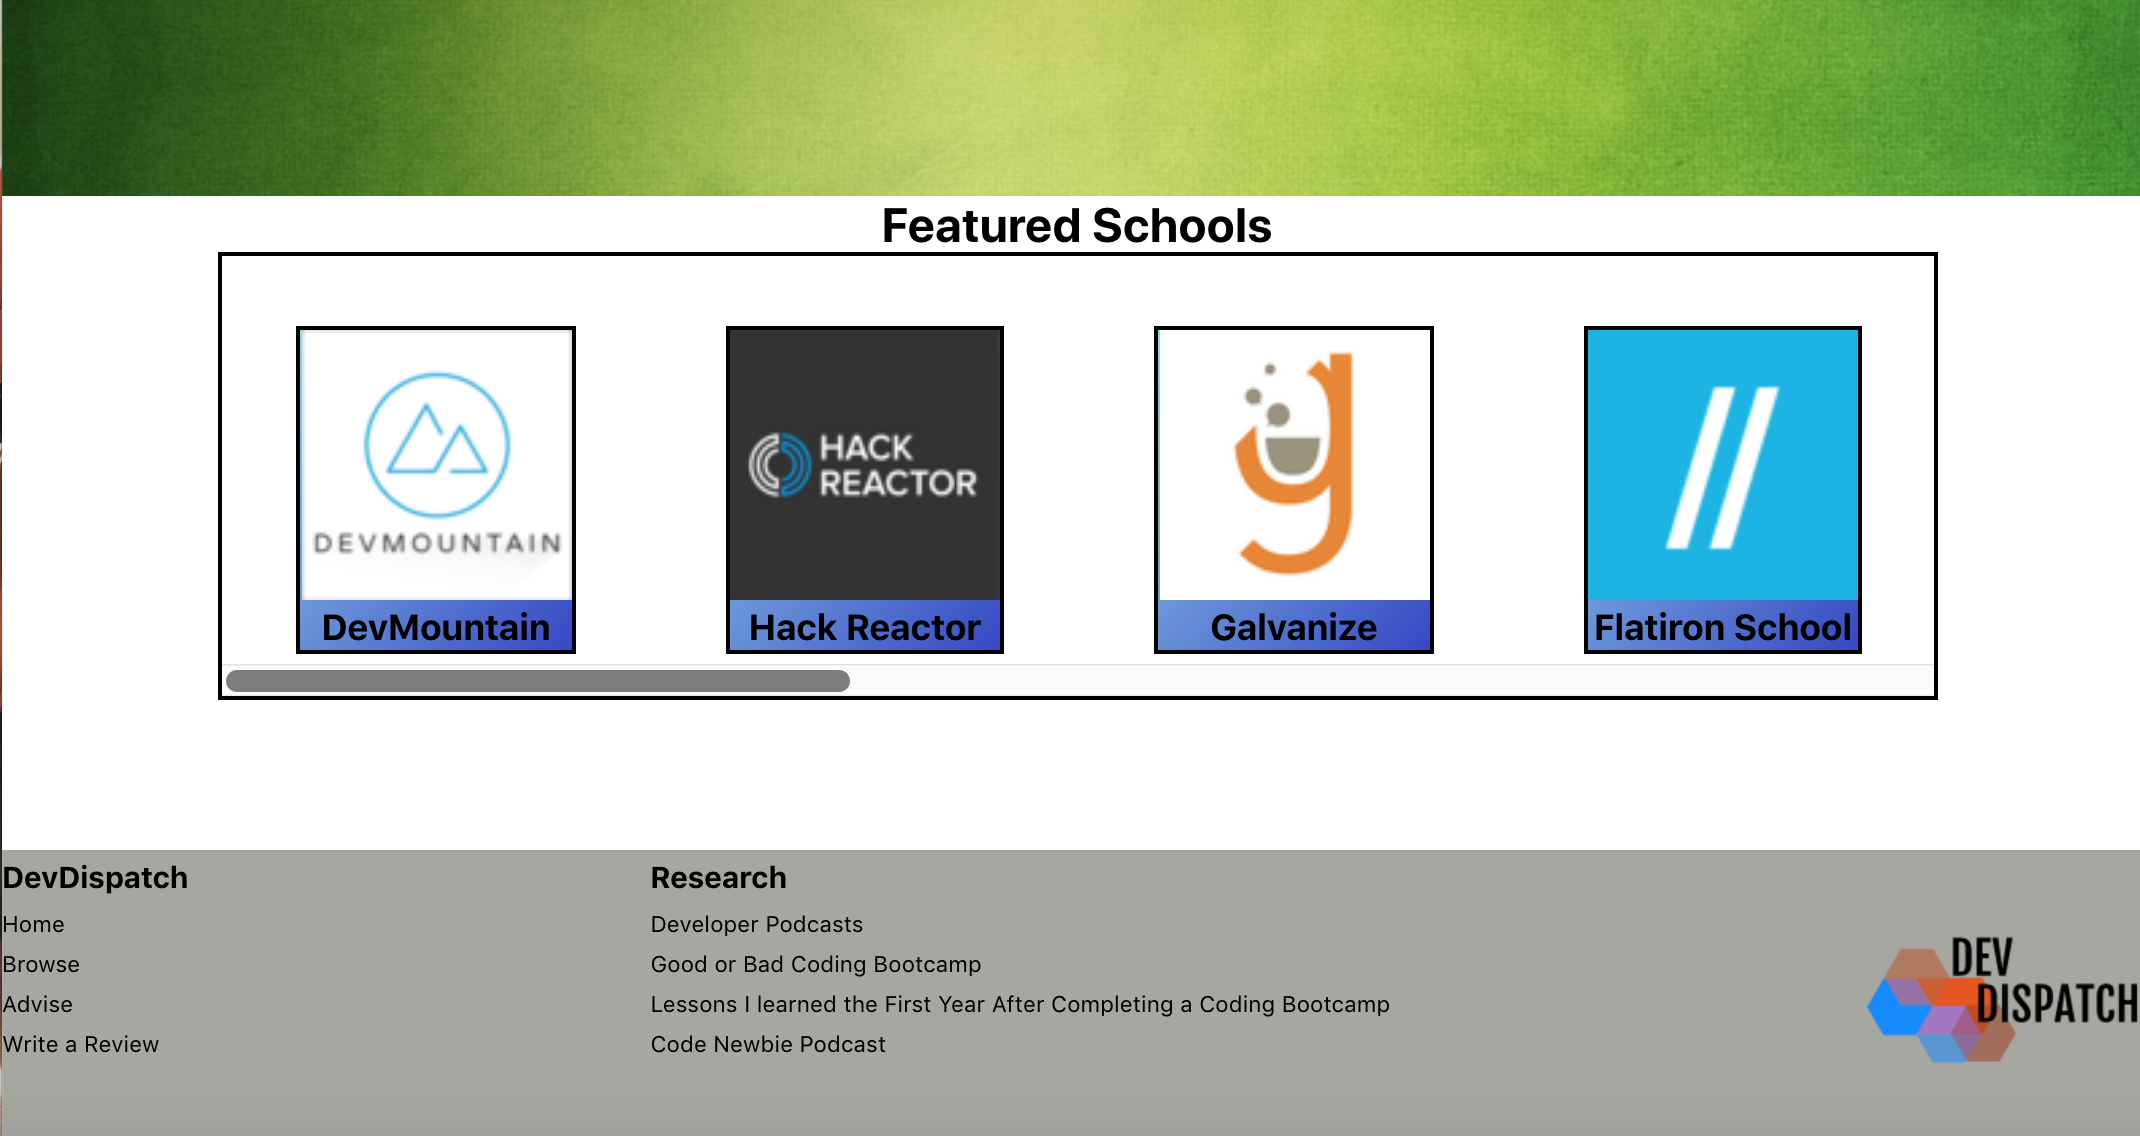 Featured Schools
DEVMOUNTAIN
DevMountain
HACK
REACTOR
Hack Reactor
g
Galvanize
Flatiron School
DevDispatch
Home
Browse
Advise
Write a Review
Research
Developer Podcasts
Good or Bad Coding Bootcamp
Lessons I learned the First Year After Completing a Coding Bootcamp
Code Newbie Podcast
DEV
DISPATCH